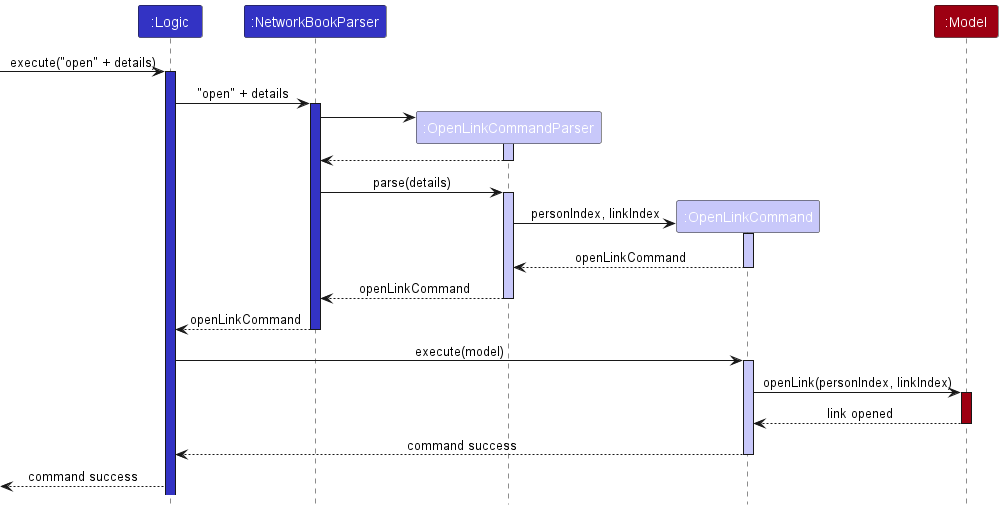 :Logic
:NetworkBookParser
:Model
execute("open" + details)
"open" + details
:OpenLinkCommandParser
parse(details)
personIndex, linkIndex
:OpenLinkCommand
openLinkCommand
openLinkCommand
openLinkCommand
execute(model)
openLink(personIndex, linkIndex)
link opened
command success
command success